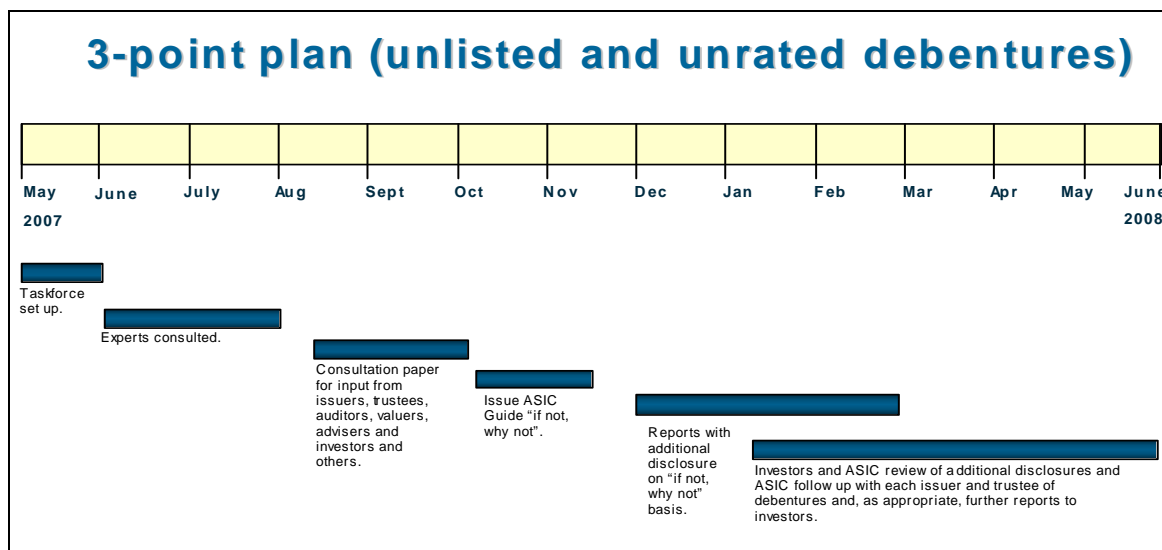 3-point plan (unlisted and unrated debentures)
May June July Aug Sept Oct Nov Dec Jan Feb Mar Apr May June
2007 2008
Taskforce
set up.
Experts consulted.
Consultation paper
for input from
issuers, trustees,
auditors, valuers,
advisers and
investors and
others.
Issue ASIC
Guide “if not,
why not”.
Reports with
additional
disclosure
on “if not,
why not”
basis.
Investors and ASIC review of additional disclosures and
ASIC follow up with each issuer and trustee of
debentures and, as appropriate, further reports to
investors.